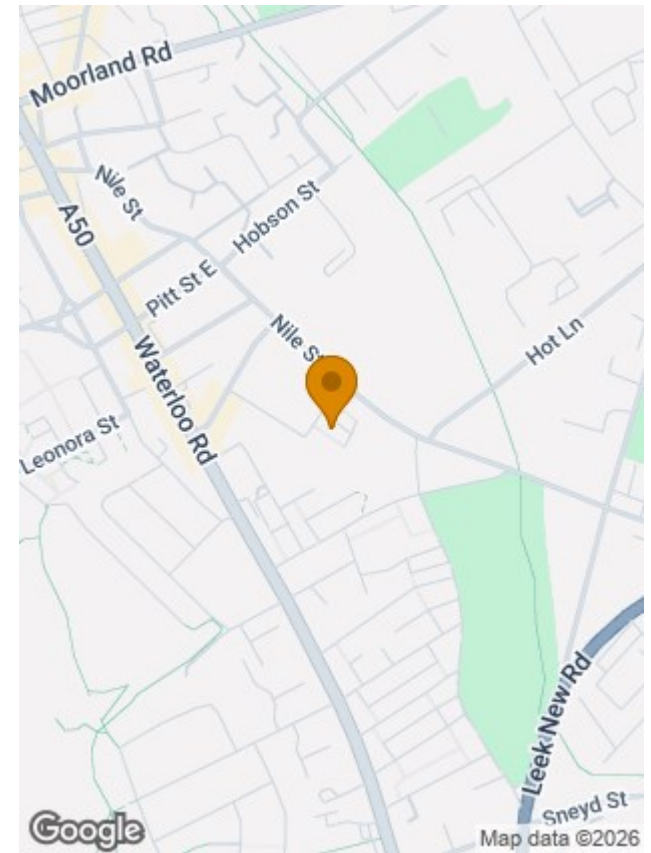 Moorland Rd
Nile St
A50
Hobson St
Pitt St E
Nile St
Hot Ln
Waterloo Rd
Leonora St
Leek New Rd
Sneyd St
Google
Map data ©2026